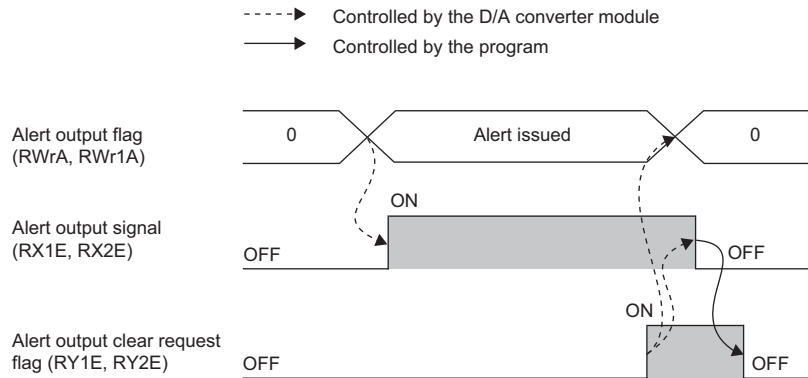 Controlled by the D/A converter module
Controlled by the program
Alert output flag
(RWrA, RWr1A)
0
Alert issued
0
Alert output signal
(RX1E, RX2E)
OFF
ON
OFF
Alert output clear request
flag (RY1E, RY2E)
OFF
ON
OFF